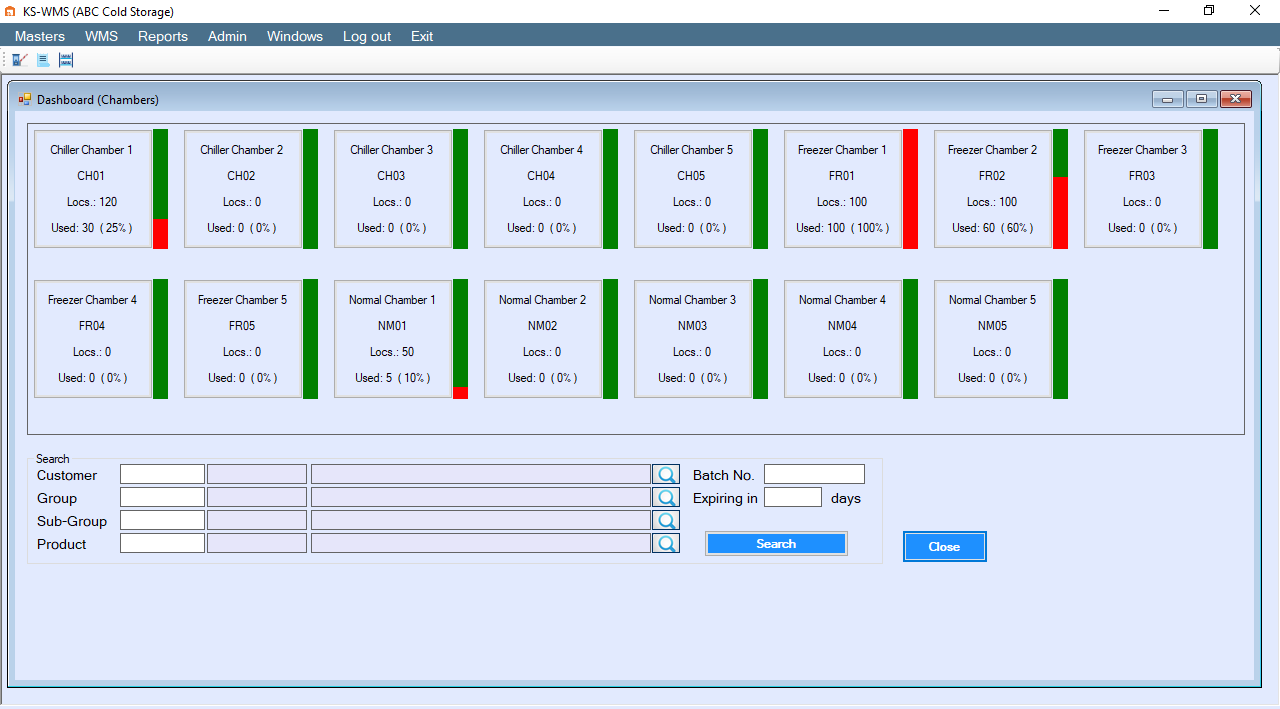 KS-WMS (ABC Cold Storage)
Masters WMS Reports Admin Windows Log out Exit
Dashboard (Chambers)
Chiller Chamber 1
CH01
Locs.: 120
Used: 30 (25%)
Chiller Chamber 2
CH02
Locs.: 0
Used: 0 (0%)
Chiller Chamber 3
CH03
Locs.: 0
Used: 0 (0%)
Chiller Chamber 4
CH04
Locs.: 0
Used: 0 (0%)
Chiller Chamber 5
CH05
Locs.: 0
Used: 0 (0%)
Freezer Chamber 1
FR01
Locs.: 100
Used: 100 (100%)
Freezer Chamber 2
FR02
Locs.: 100
Used: 60 (60%)
Freezer Chamber 3
FR03
Locs.: 0
Used: 0 (0%)
Freezer Chamber 4
FR04
Locs.: 0
Used: 0 (0%)
Freezer Chamber 5
FR05
Locs.: 0
Used: 0 (0%)
Normal Chamber 1
NM01
Locs.: 50
Used: 5 (10%)
Normal Chamber 2
NM02
Locs.: 0
Used: 0 (0%)
Normal Chamber 3
NM03
Locs.: 0
Used: 0 (0%)
Normal Chamber 4
NM04
Locs.: 0
Used: 0 (0%)
Normal Chamber 5
NM05
Locs.: 0
Used: 0 (0%)
Search
Customer
Group
Sub-Group
Product
Batch No.
Expiring in days
Search
Close